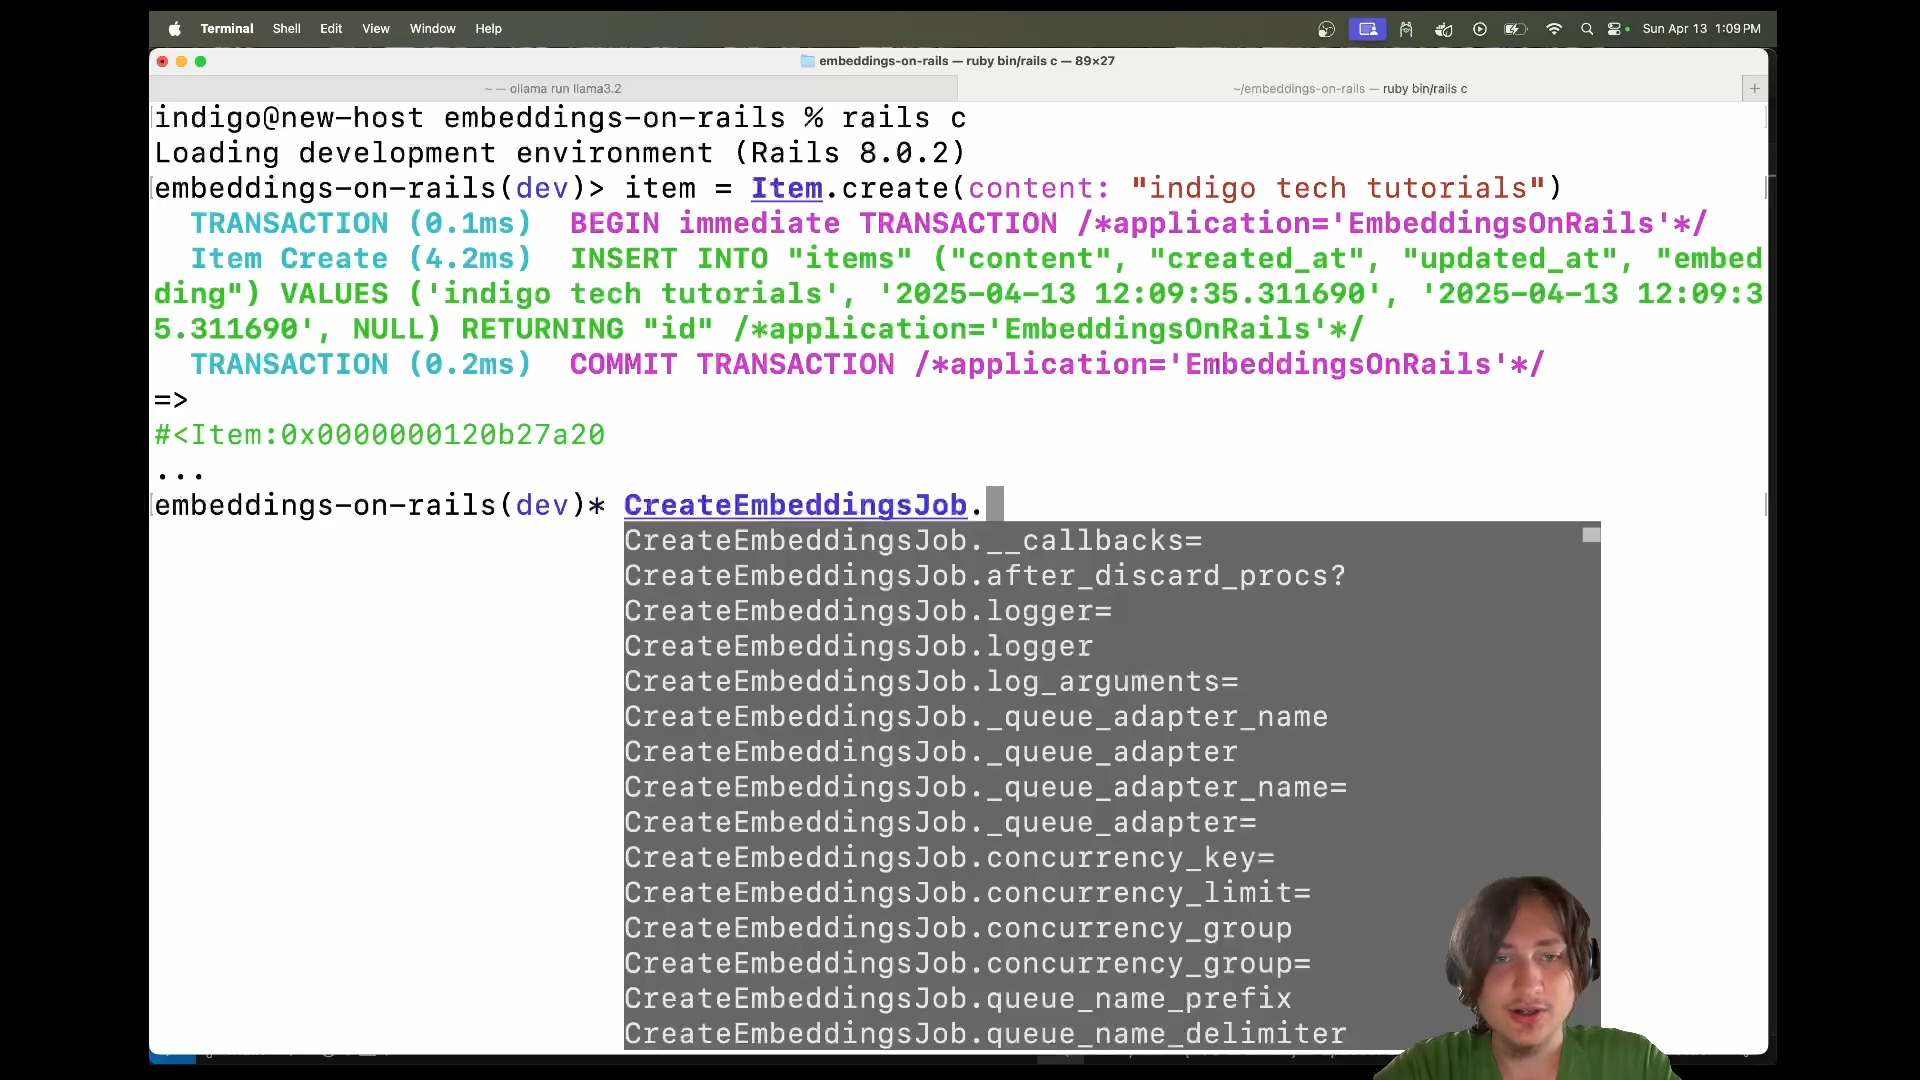 Terminal Shell Edit View Window Help Sun Apr 13 1:09 PM
embeddings-on-rails — ruby bin/rails c — 89×27
~ — ollama run llama3.2
~/embeddings-on-rails — ruby bin/rails c
indigo@new-host embeddings-on-rails % rails c
Loading development environment (Rails 8.0.2)
embeddings-on-rails(dev)> item = Item.create(content: "indigo tech tutorials")
TRANSACTION (0.1ms) BEGIN immediate TRANSACTION /*application='EmbeddingsOnRails'*/
Item Create (4.2ms) INSERT INTO "items" ("content", "created_at", "updated_at", "embed
ding") VALUES ('indigo tech tutorials', '2025-04-13 12:09:35.311690', '2025-04-13 12:09:3
5.311690', NULL) RETURNING "id" /*application='EmbeddingsOnRails'*/
TRANSACTION (0.2ms) COMMIT TRANSACTION /*application='EmbeddingsOnRails'*/
=>
#<Item:0x0000000120b27a20
...
embeddings-on-rails(dev)* CreateEmbeddingsJob.
CreateEmbeddingsJob.__callbacks=
CreateEmbeddingsJob.after_discard_procs?
CreateEmbeddingsJob.logger=
CreateEmbeddingsJob.logger
CreateEmbeddingsJob.log_arguments=
CreateEmbeddingsJob._queue_adapter_name
CreateEmbeddingsJob._queue_adapter
CreateEmbeddingsJob._queue_adapter_name=
CreateEmbeddingsJob._queue_adapter=
CreateEmbeddingsJob.concurrency_key=
CreateEmbeddingsJob.concurrency_limit=
CreateEmbeddingsJob.concurrency_group
CreateEmbeddingsJob.concurrency_group=
CreateEmbeddingsJob.queue_name_prefix
CreateEmbeddingsJob.queue_name_delimiter